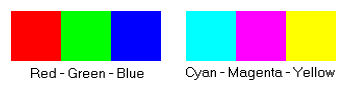 Red - Green - Blue
Cyan - Magenta - Yellow